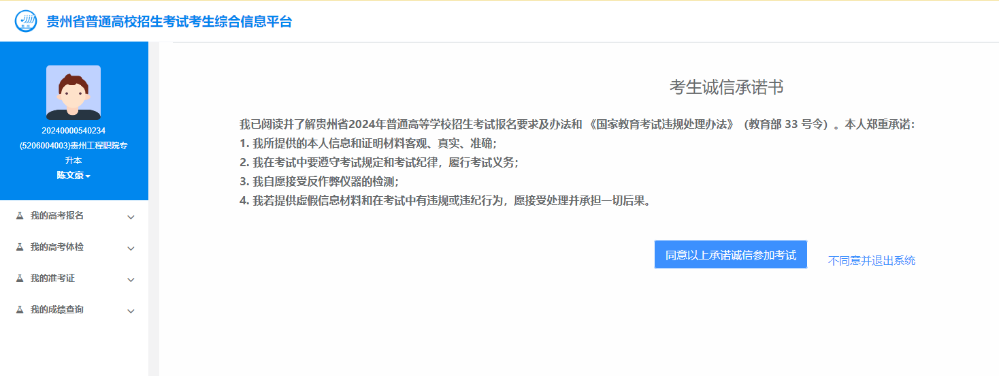 贵州省普通高校招生考试考生综合信息平台
20240000540234
(5206004003)贵州工程职院专
升本
陈文豪
我的高考报名
我的高考体检
我的准考证
我的成绩查询
考生诚信承诺书
我已阅读并了解贵州省2024年普通高等学校招生考试报名要求及办法和 《国家教育考试违规处理办法》（教育部 33 号令）。本人郑重承诺：
1. 我所提供的本人信息和证明材料客观、真实、准确；
2. 我在考试中要遵守考试规定和考试纪律，履行考试义务；
3. 我自愿接受反作弊仪器的检测；
4. 我若提供虚假信息材料和在考试中有违规或违纪行为，愿接受处理并承担一切后果。
同意以上承诺诚信参加考试
不同意并退出系统